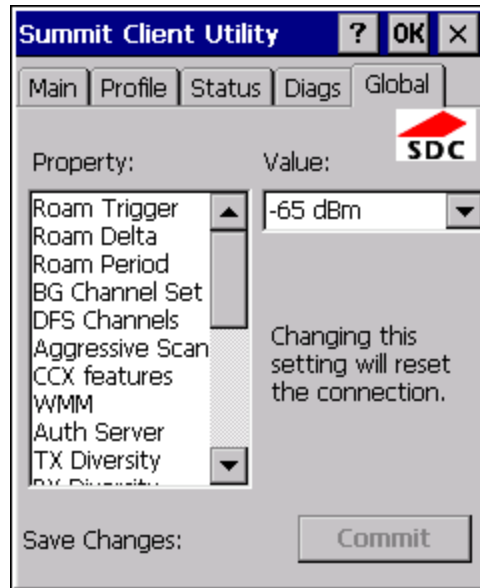 Summit Client Utility ? OK ×
Main Profile Status Diags Global
SDC
Property: Value:
Roam Trigger
-65 dBm
Roam Delta
Roam Period
BG Channel Set
DFS Channels
Aggressive Scan
CCX features
WMM
Auth Server
TX Diversity
Changing this
setting will reset
the connection.
Save Changes: Commit